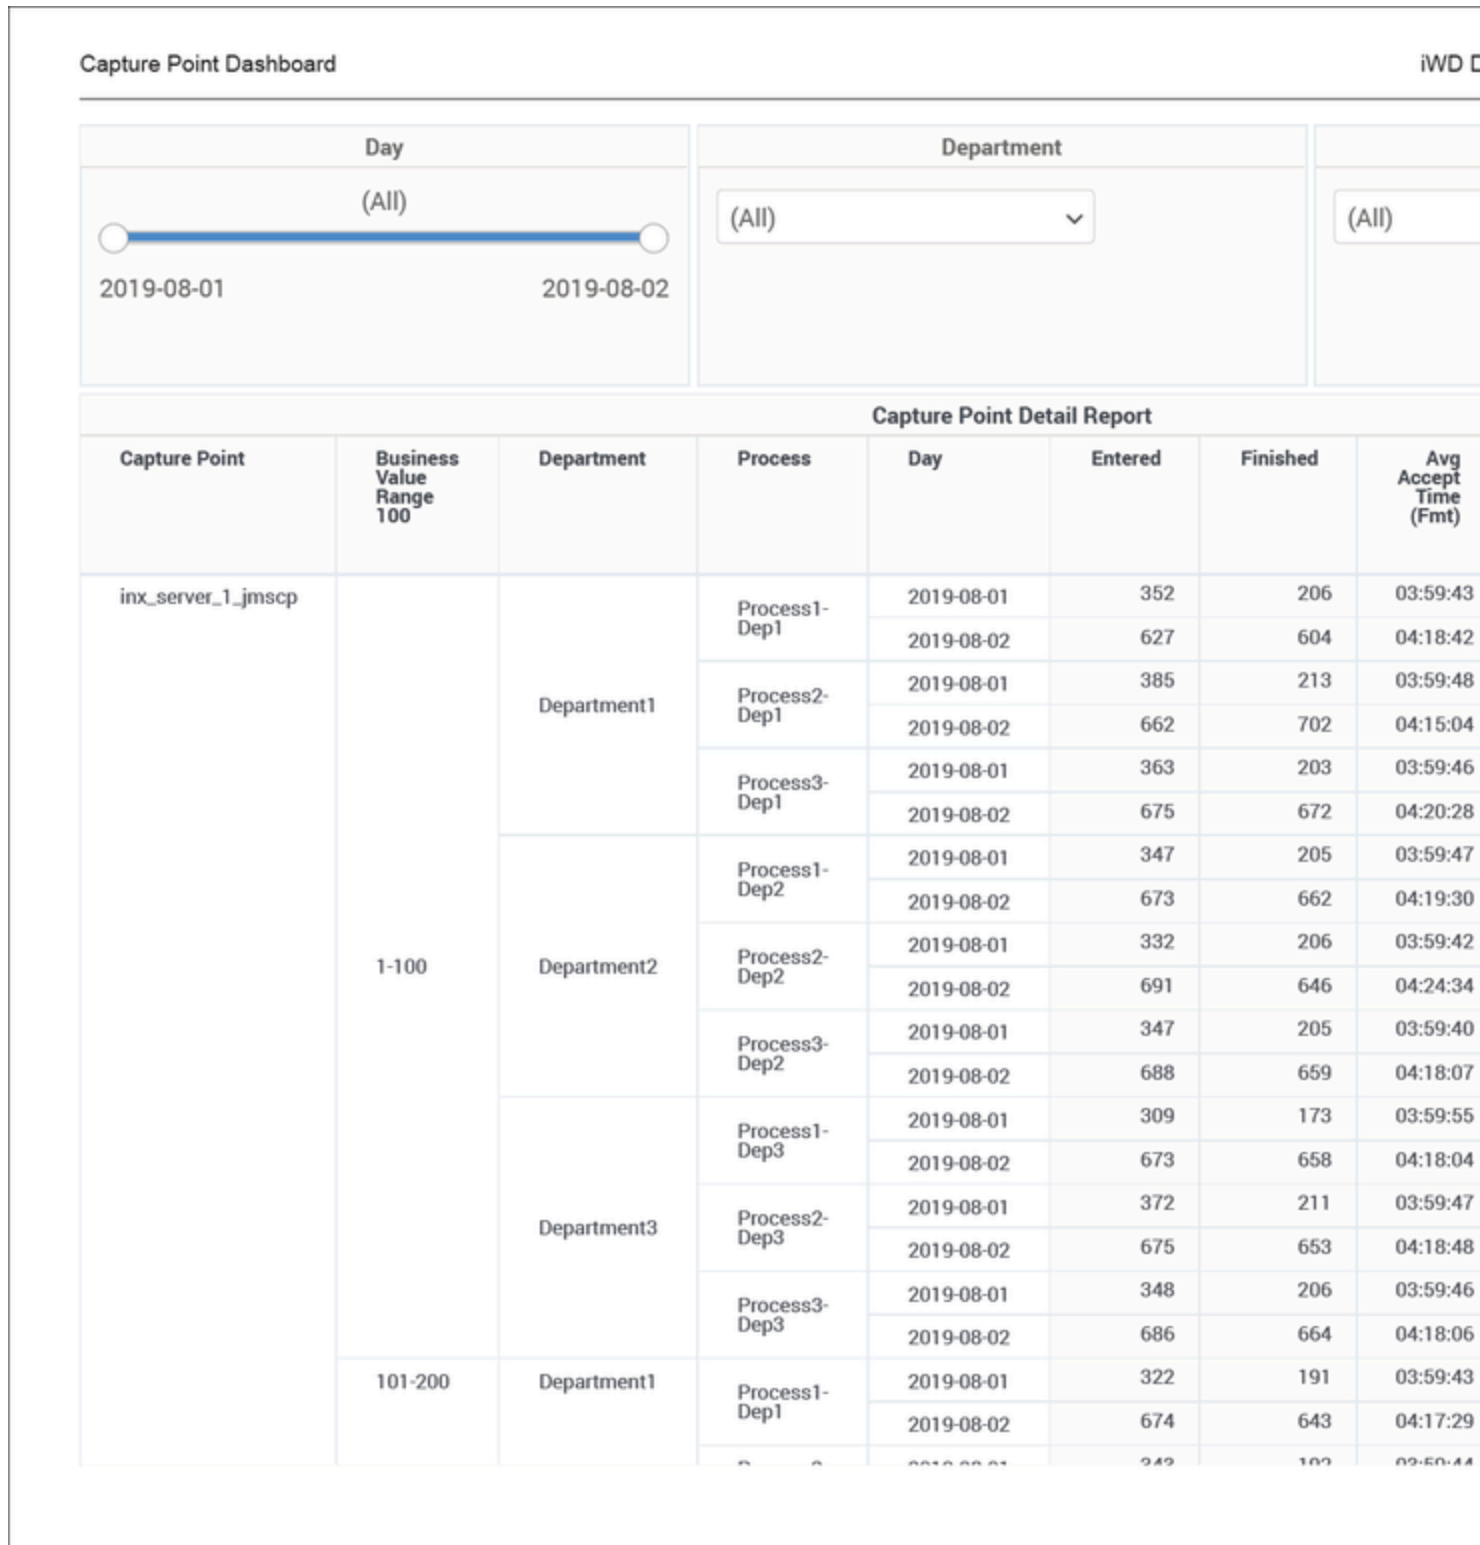 Capture Point Dashboard iWD
Day Department
(All)
(All) (All)
2019-08-01 2019-08-02
Capture Point Detail Report
Capture Point Business Value Range 100 Department Process Day Entered Finished Avg Accept Time (Fmt)
inx_server_1_jmscp 1-100 Department1 Process1-Dep1 2019-08-01 352 206 03:59:43
2019-08-02 627 604 04:18:42
Process2-Dep1 2019-08-01 385 213 03:59:48
2019-08-02 662 702 04:15:04
Process3-Dep1 2019-08-01 363 203 03:59:46
2019-08-02 675 672 04:20:28
Department2 Process1-Dep2 2019-08-01 347 205 03:59:47
2019-08-02 673 662 04:19:30
Process2-Dep2 2019-08-01 332 206 03:59:42
2019-08-02 691 646 04:24:34
Process3-Dep2 2019-08-01 347 205 03:59:40
2019-08-02 688 659 04:18:07
Department3 Process1-Dep3 2019-08-01 309 173 03:59:55
2019-08-02 673 658 04:18:04
Process2-Dep3 2019-08-01 372 211 03:59:47
2019-08-02 675 653 04:18:48
Process3-Dep3 2019-08-01 348 206 03:59:46
2019-08-02 686 664 04:18:06
101-200 Department1 Process1-Dep1 2019-08-01 322 191 03:59:43
2019-08-02 674 643 04:17:29